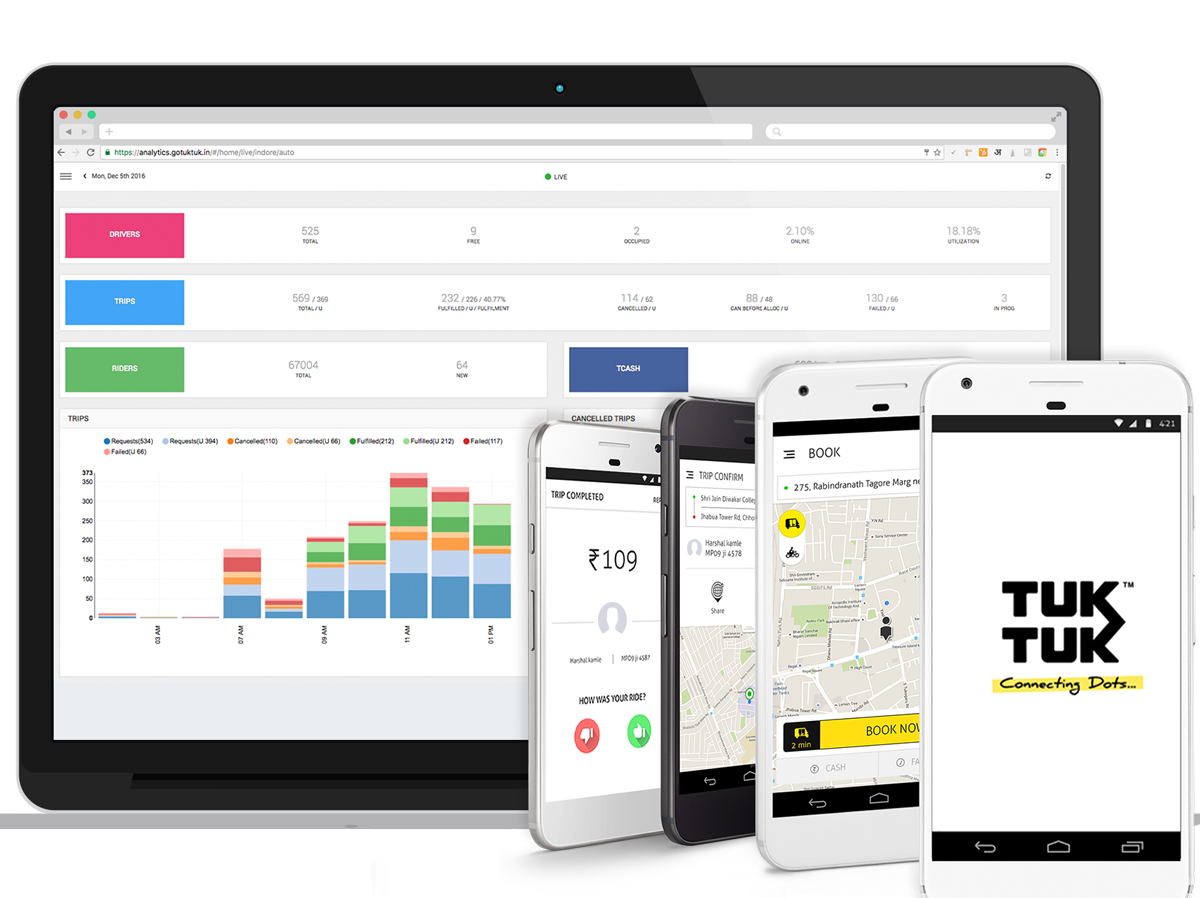 https://analytics.gotuktuk.in/#/home/live/indore/auto
Mon, Dec 5th 2016
LIVE
DRIVERS
525
TOTAL
9
FREE
2
OCCUPIED
2.10%
ONLINE
18.18%
UTILIZATION
TRIPS
569 / 369
TOTAL / U
232 / 226 / 40.77%
FULFILLED / U / FULFILMENT
114 / 62
CANCELLED / U
88 / 48
CAN BEFORE ALLOC / U
130 / 66
FAILED / U
3
IN PROG
RIDERS
67004
TOTAL
64
NEW
TCASH
TRIPS
CANCELLED TRIPS
Requests(534) Requests(U 394) Cancelled(110) Cancelled(U 66) Fulfilled(212) Fulfilled(U 212) Failed(117)
Failed(U 66)
373
350
300
250
200
150
100
50
0
03 AM
07 AM
09 AM
11 AM
01 PM
TRIP COMPLETED
₹109
Harshal kamle | MP09 ji 4587
HOW WAS YOUR RIDE?
TRIP CONFIRM
Shri Jain Diwakar Colleg
Jhabua Tower Rd, Chho
Harshal kamle
MP09 ji 4578
Share
BOOK
275, Rabindranath Tagore Marg ne
2 min
BOOK NOW
CASH
4:21
TUK™
TUK
Connecting Dots...